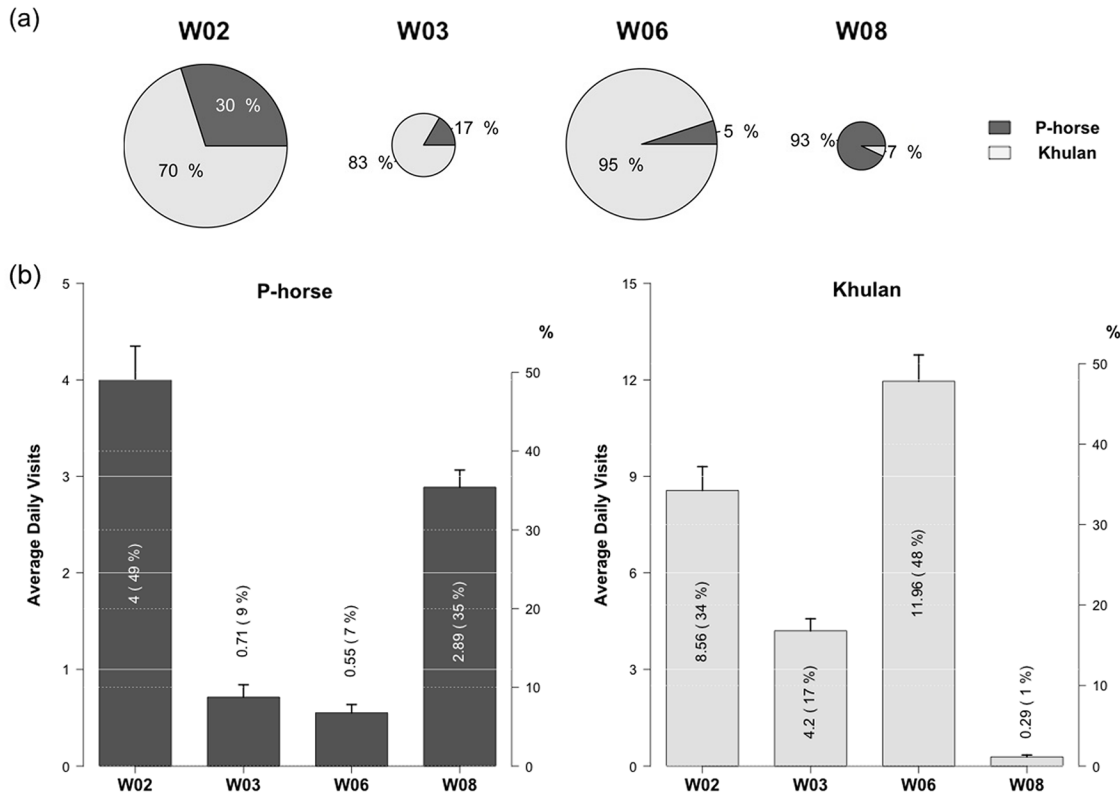 (a)
W02 W03 W06 W08
30 %
70 %
17 %
83 %
5 %
95 %
93 %
7 %
P-horse
Khulan
(b)
P-horse
Average Daily Visits
5
4
3
2
1
0
4 ( 49 %)
0.71 ( 9 %)
0.55 ( 7 %)
2.89 ( 35 %)
%
50
40
30
20
10
0
W02 W03 W06 W08
Khulan
Average Daily Visits
15
12
9
6
3
0
8.56 ( 34 %)
4.2 ( 17 %)
11.96 ( 48 %)
0.29 ( 1 %)
%
50
40
30
20
10
0
W02 W03 W06 W08